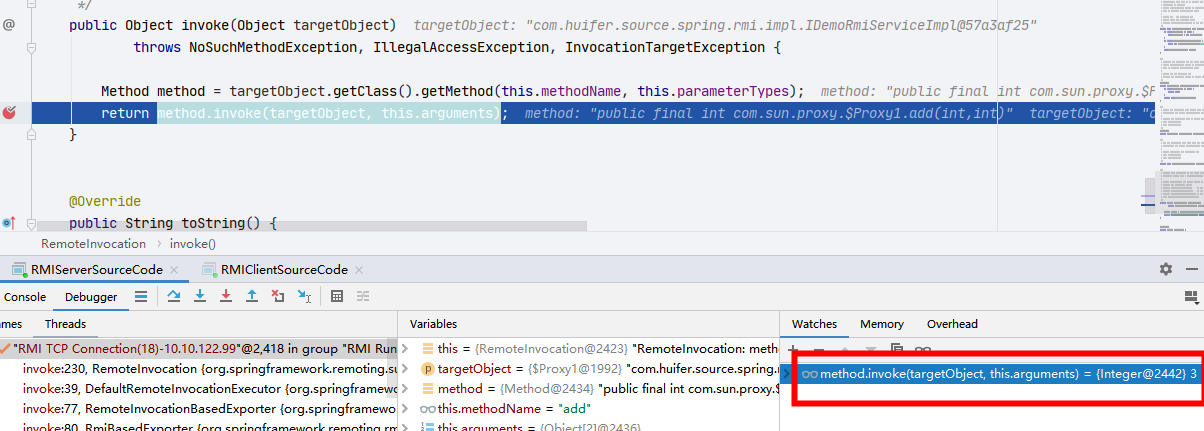 */
public Object invoke(Object targetObject)  targetObject: "com.huifer.source.spring.rmi.impl.IDemoRmiServiceImpl@57a3af25"
throws NoSuchMethodException, IllegalAccessException, InvocationTargetException {
Method method = targetObject.getClass().getMethod(this.methodName, this.parameterTypes);  method: "public final int com.sun.proxy.$P
return method.invoke(targetObject, this.arguments);  method: "public final int com.sun.proxy.$Proxy1.add(int,int)"  targetObject: "c
}
@Override
public String toString() {
RemoteInvocation > invoke()
RMIServerSourceCode × RMIClientSourceCode ×
Console Debugger
mes Threads Variables Watches Memory Overhead
"RMI TCP Connection(18)-10.10.122.99"@2,418 in group "RMI Run
invoke:230, RemoteInvocation {org.springframework.remoting.su
invoke:39, DefaultRemoteInvocationExecutor {org.springframewo
invoke:77, RemoteInvocationBasedExporter {org.springframewo
invoke:80, RmiBasedExporter {org.springframework.remoting.rm
this = {RemoteInvocation@2423} "RemoteInvocation: metho
targetObject = {$Proxy1@1992} "com.huifer.source.spring.r
method = {Method@2434} "public final int com.sun.proxy.$
this.methodName = "add"
this.arguments = {Object[2]@2436}
method.invoke(targetObject, this.arguments) = {Integer@2442} 3